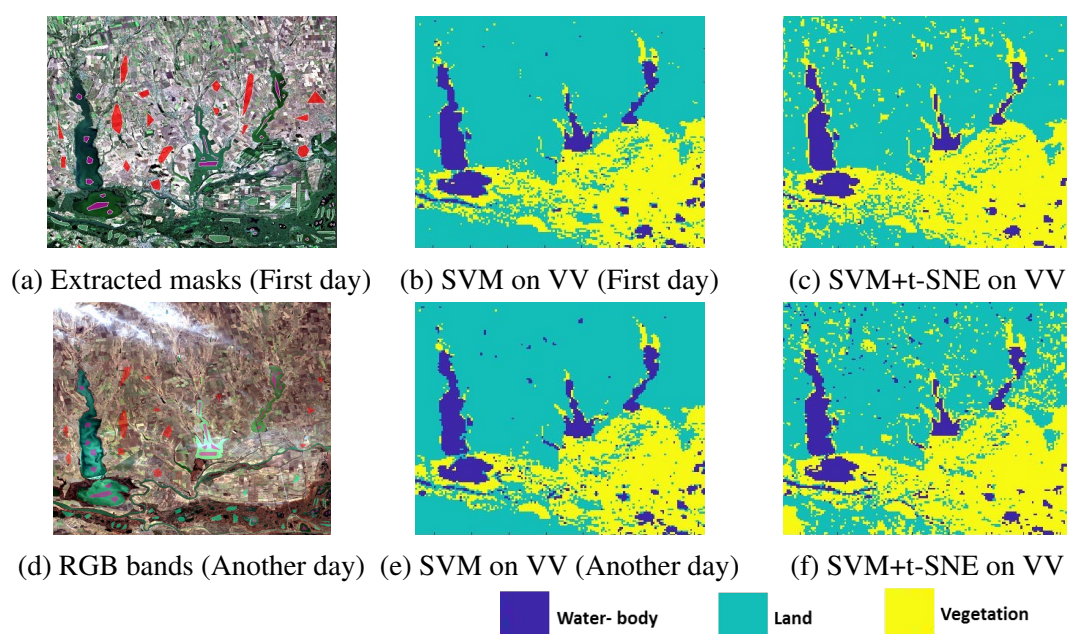 (a) Extracted masks (First day)
(b) SVM on VV (First day)
(c) SVM+t-SNE on VV
(d) RGB bands (Another day)
(e) SVM on VV (Another day)
(f) SVM+t-SNE on VV
Water- body
Land
Vegetation